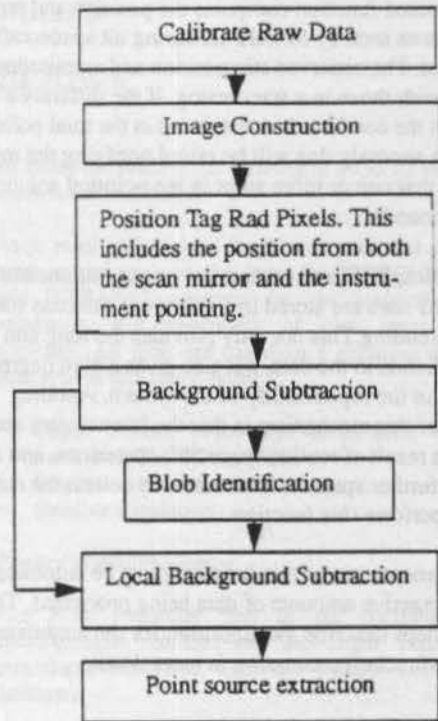 Calibrate Raw Data
Image Construction
Position Tag Rad Pixels. This
includes the position from both
the scan mirror and the instru-
ment pointing.
Background Subtraction
Blob Identification
Local Background Subtraction
Point source extraction